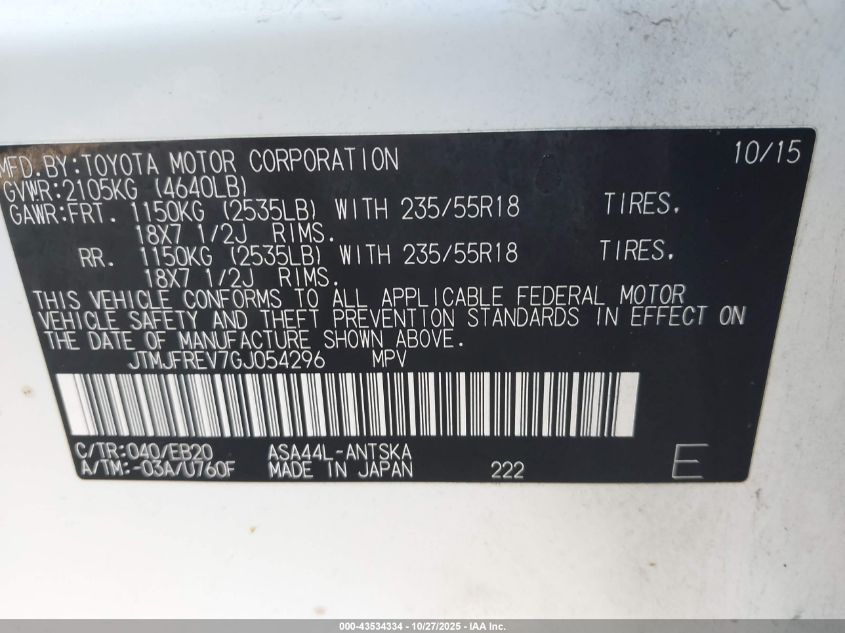 MFD.BY:TOYOTA MOTOR CORPORATION 10/15
GVWR:2105KG (4640LB)
GAWR:FRT. 1150KG (2535LB) WITH 235/55R18 TIRES.
18X7 1/2J RIMS.
RR. 1150KG (2535LB) WITH 235/55R18 TIRES.
18X7 1/2J RIMS.
THIS VEHICLE CONFORMS TO ALL APPLICABLE FEDERAL MOTOR
VEHICLE SAFETY AND THEFT PREVENTION STANDARDS IN EFFECT ON
THE DATE OF MANUFACTURE SHOWN ABOVE.
JTMJFREV7GJ054296 MPV
C/TR:040/EB20 ASA44L-ANTSKA
A/TM:-03A/U760F MADE IN JAPAN 222 E
000-43534334 - 10/27/2025 - IAA Inc.